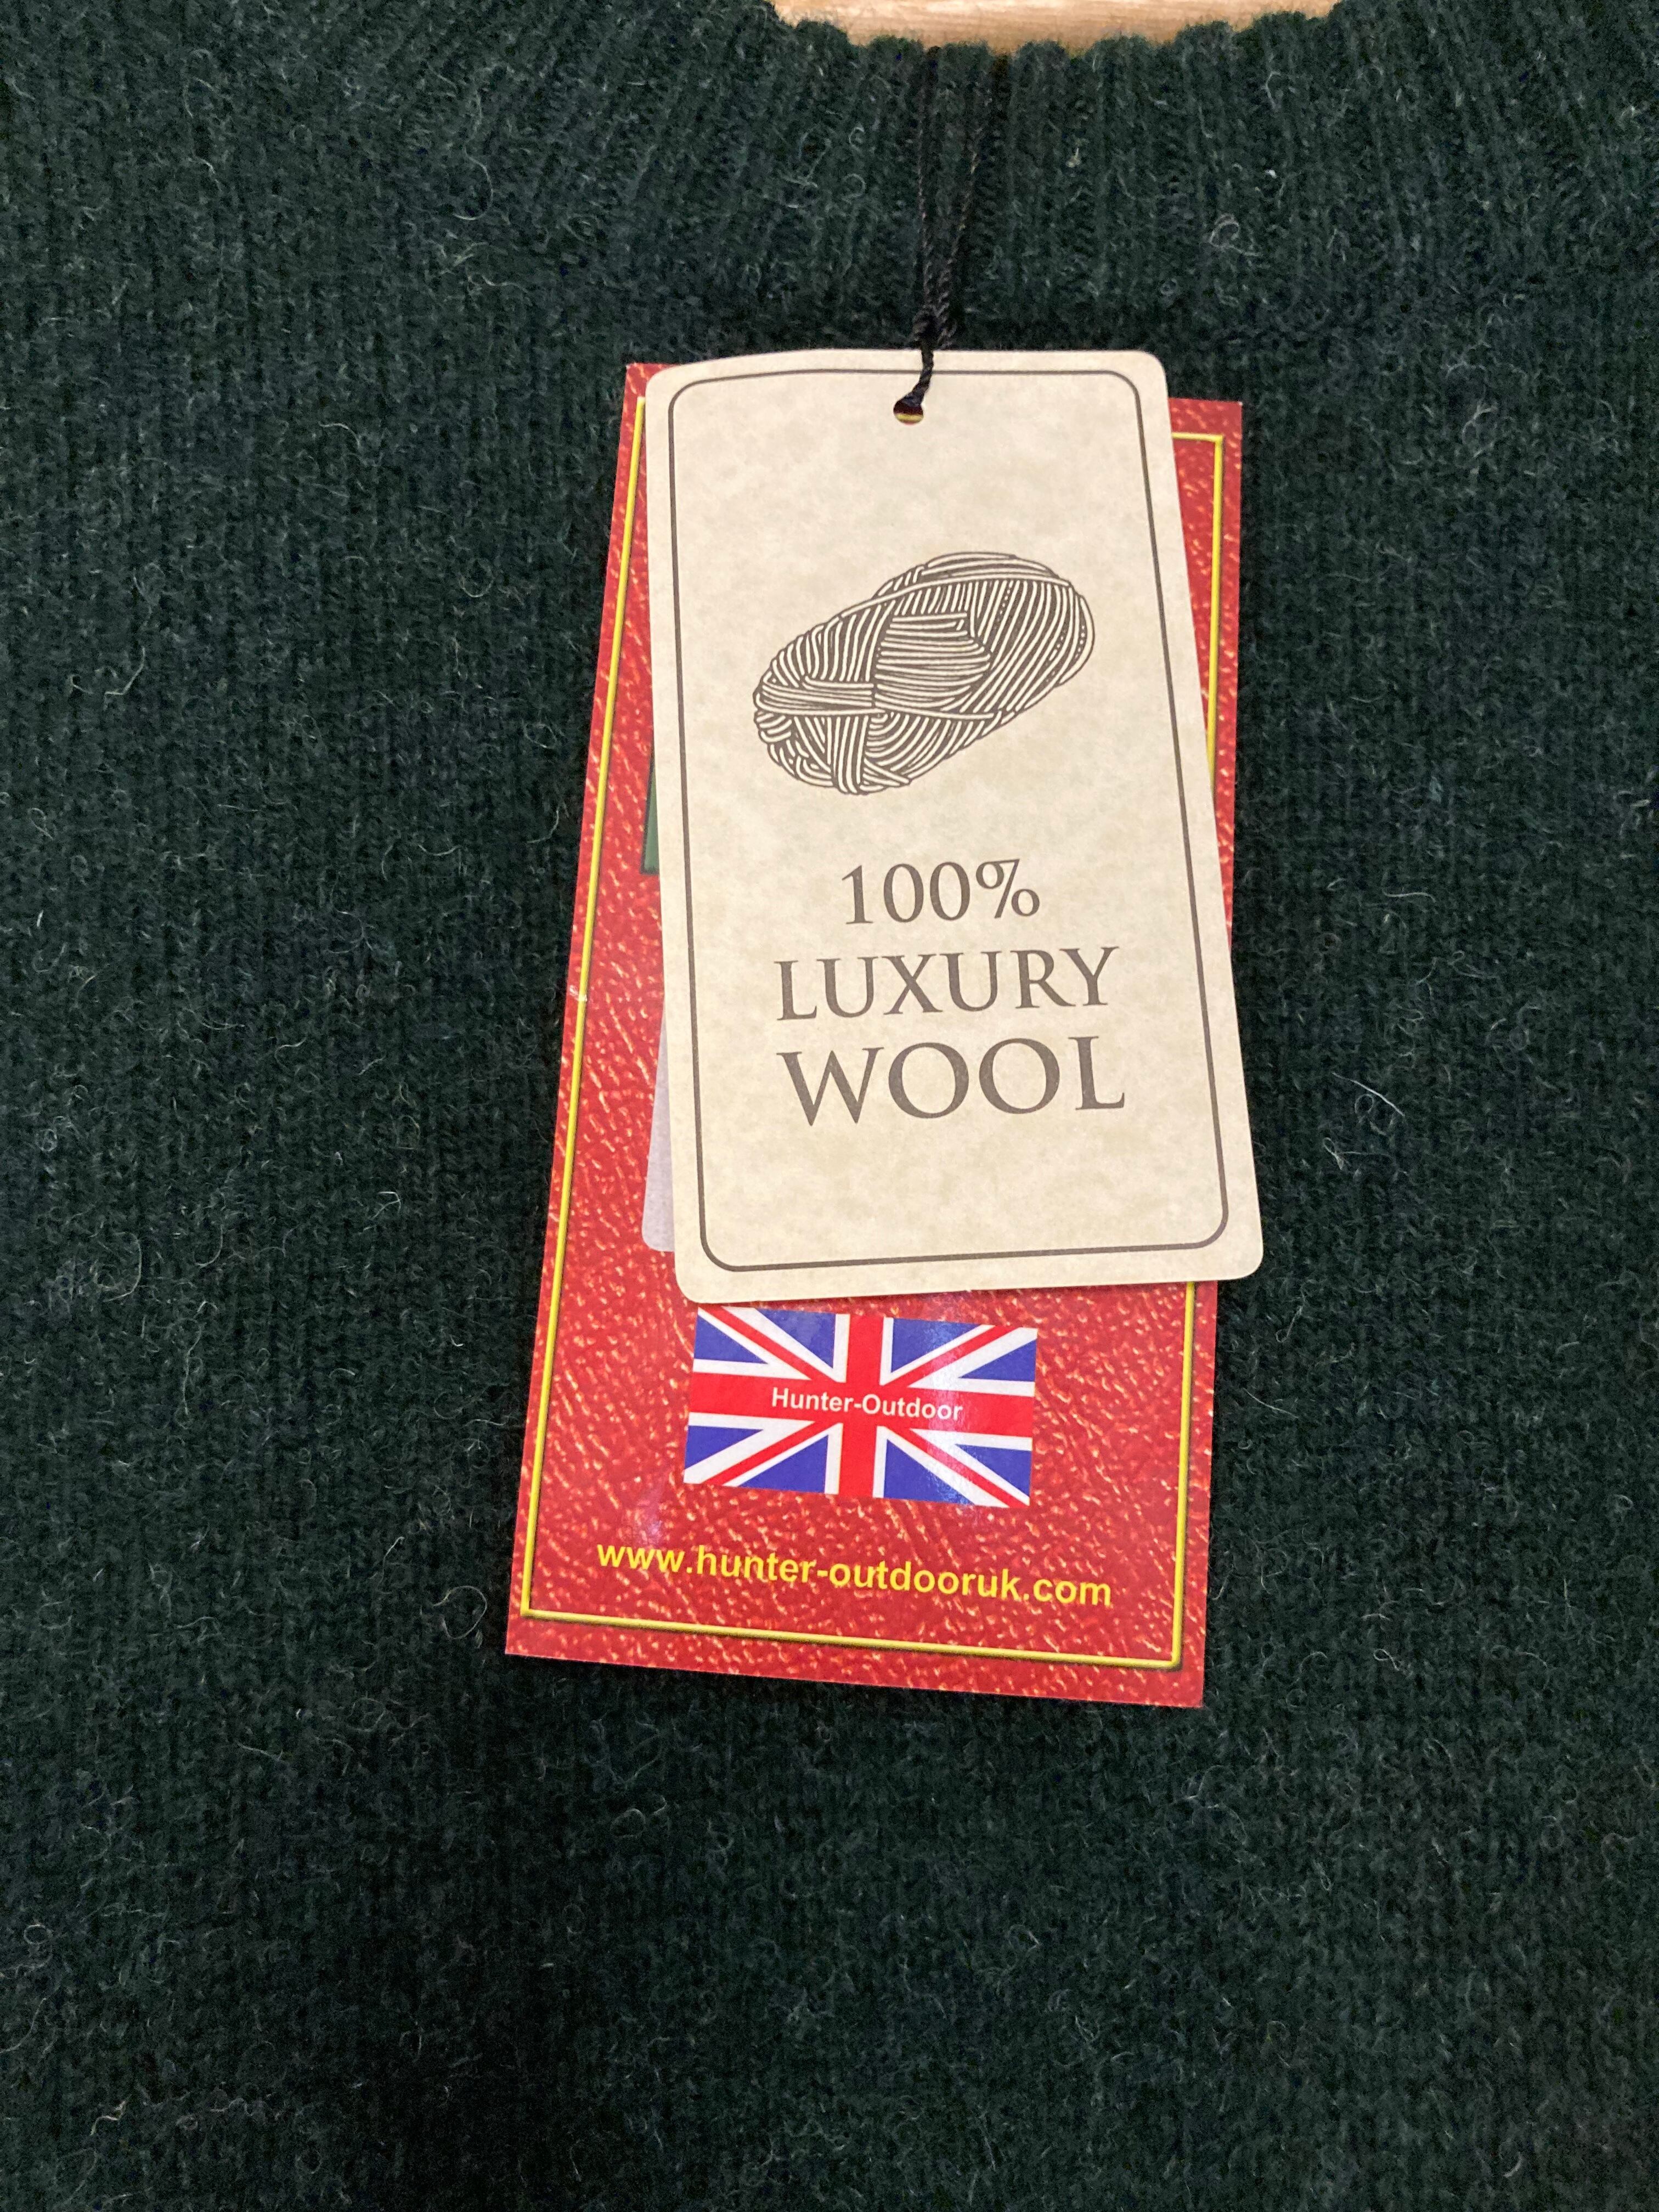 100%
LUXURY
WOOL
Hunter-Outdoor
www.hunter-outdooruk.com